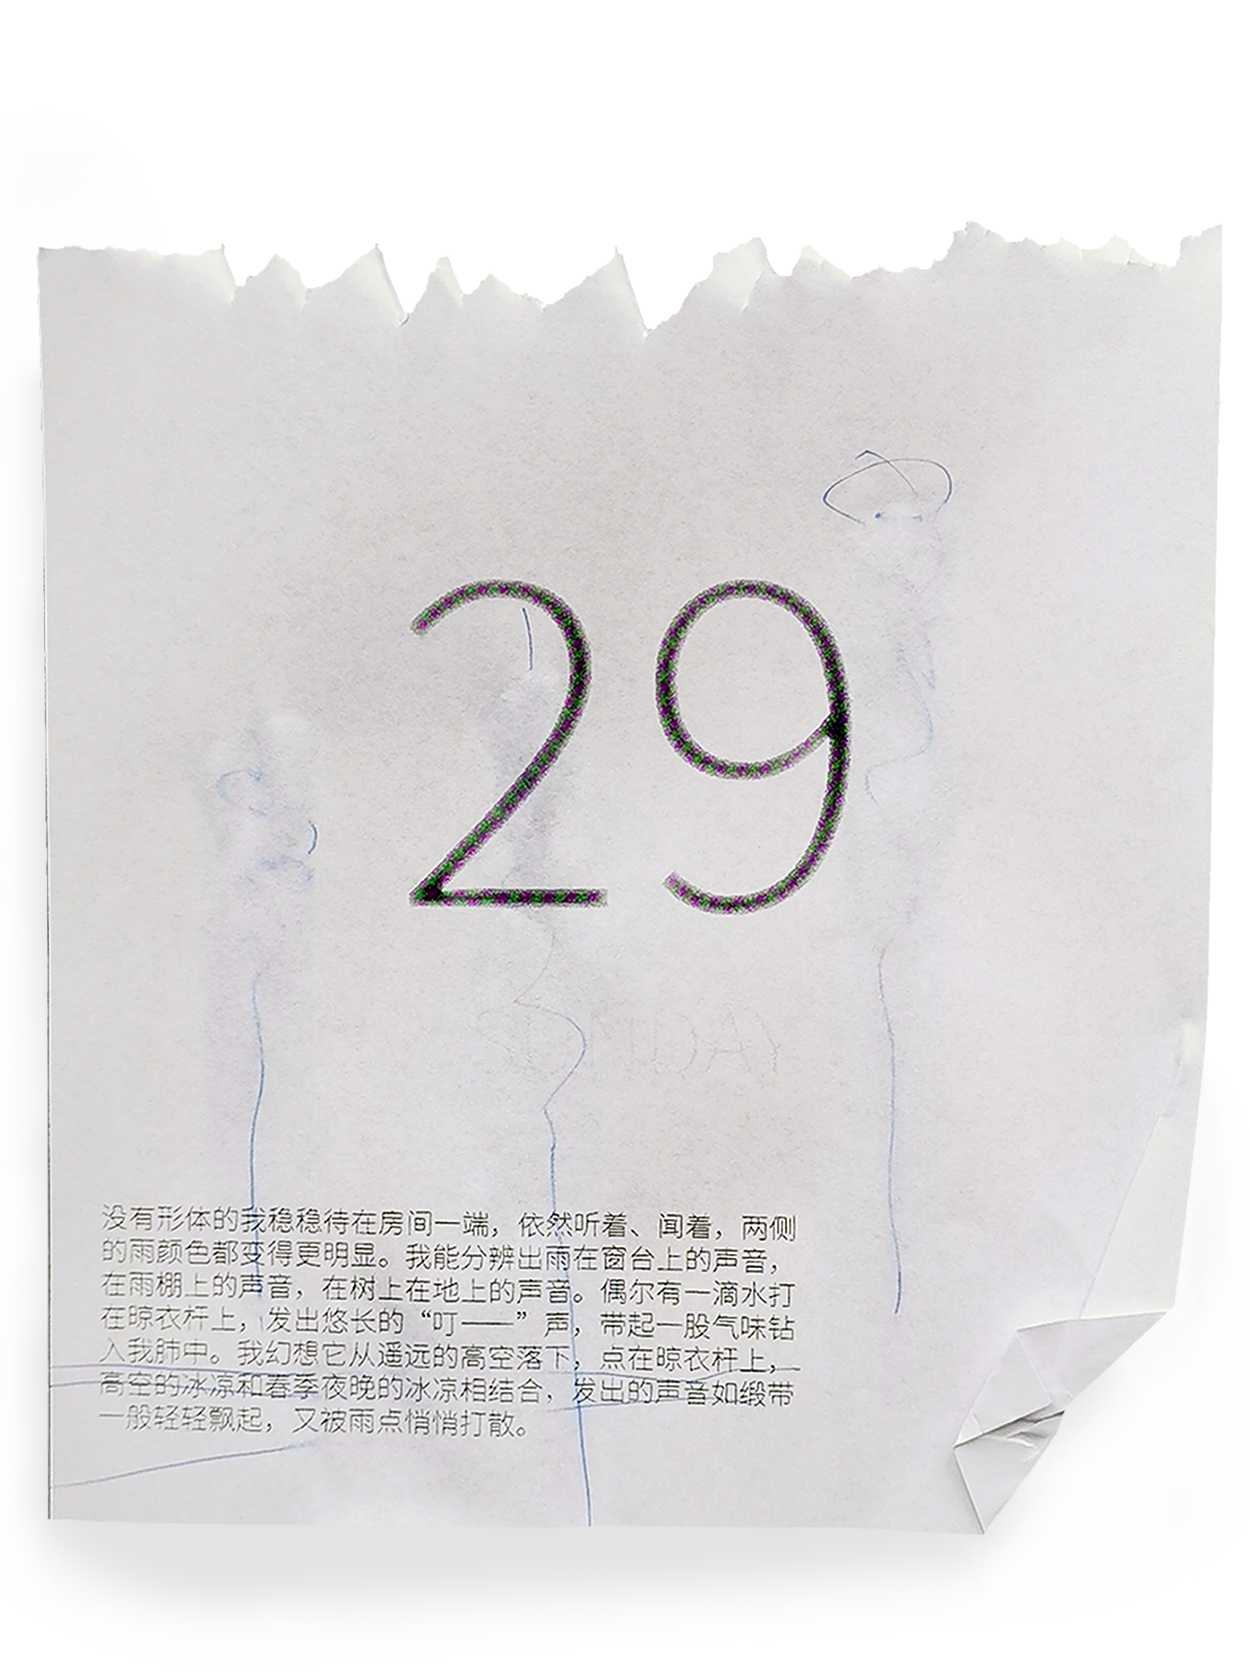 29
SUNDAY
没有形体的我稳稳待在房间一端，依然听着、闻着，两侧
的雨颜色都变得更明显。我能分辨出雨在窗台上的声音，
在雨棚上的声音，在树上在地上的声音。偶尔有一滴水打
在晾衣杆上，发出悠长的“叮——”声，带起一股气味钻
入我肺中。我幻想它从遥远的高空落下，点在晾衣杆上，
高空的冰凉和春季夜晚的冰凉相结合，发出的声音如缎带
一般轻轻飘起，又被雨点悄悄打散。